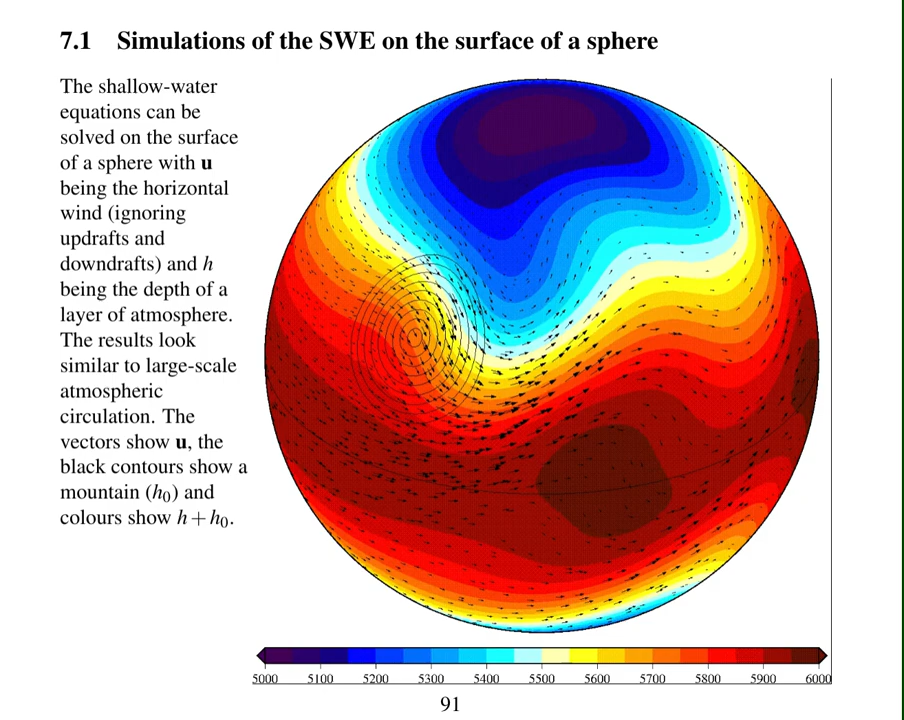 7.1 Simulations of the SWE on the surface of a sphere
The shallow-water
equations can be
solved on the surface
of a sphere with u
being the horizontal
wind (ignoring
updrafts and
downdrafts) and h
being the depth of a
layer of atmosphere.
The results look
similar to large-scale
atmospheric
circulation. The
vectors show u, the
black contours show a
mountain (h₀) and
colours show h + h₀.
5000 5100 5200 5300 5400 5500 5600 5700 5800 5900 6000
91